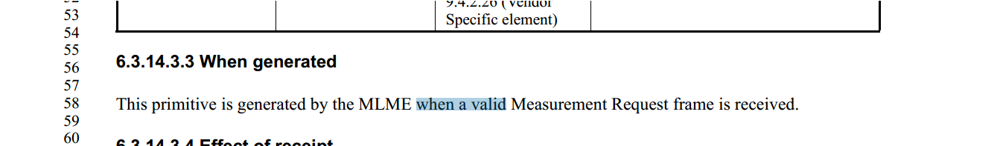 9.4.2.26 (Vendor
53
Specific element)
54
55
6.3.14.3.3 When generated
56
57
58 This primitive is generated by the MLME when a valid Measurement Request frame is received.
59
60
6.3.14.3.4 Effect of receipt